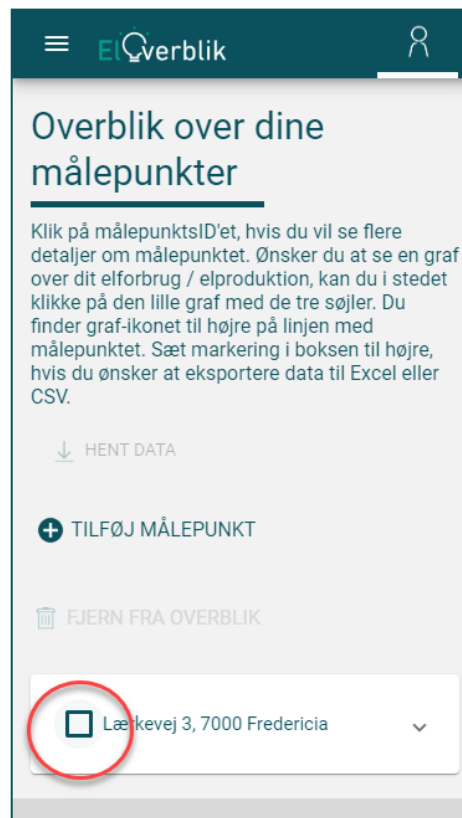 ElOverblik
Overblik over dine
målepunkter
Klik på målepunktsID'et, hvis du vil se flere
detaljer om målepunktet. Ønsker du at se en graf
over dit elforbrug / elproduktion, kan du i stedet
klikke på den lille graf med de tre søjler. Du
finder graf-ikonet til højre på linjen med
målepunktet. Sæt markering i boksen til højre,
hvis du ønsker at eksportere data til Excel eller
CSV.
HENT DATA
TILFØJ MÅLEPUNKT
FJERN FRA OVERBLIK
Lærkevej 3, 7000 Fredericia